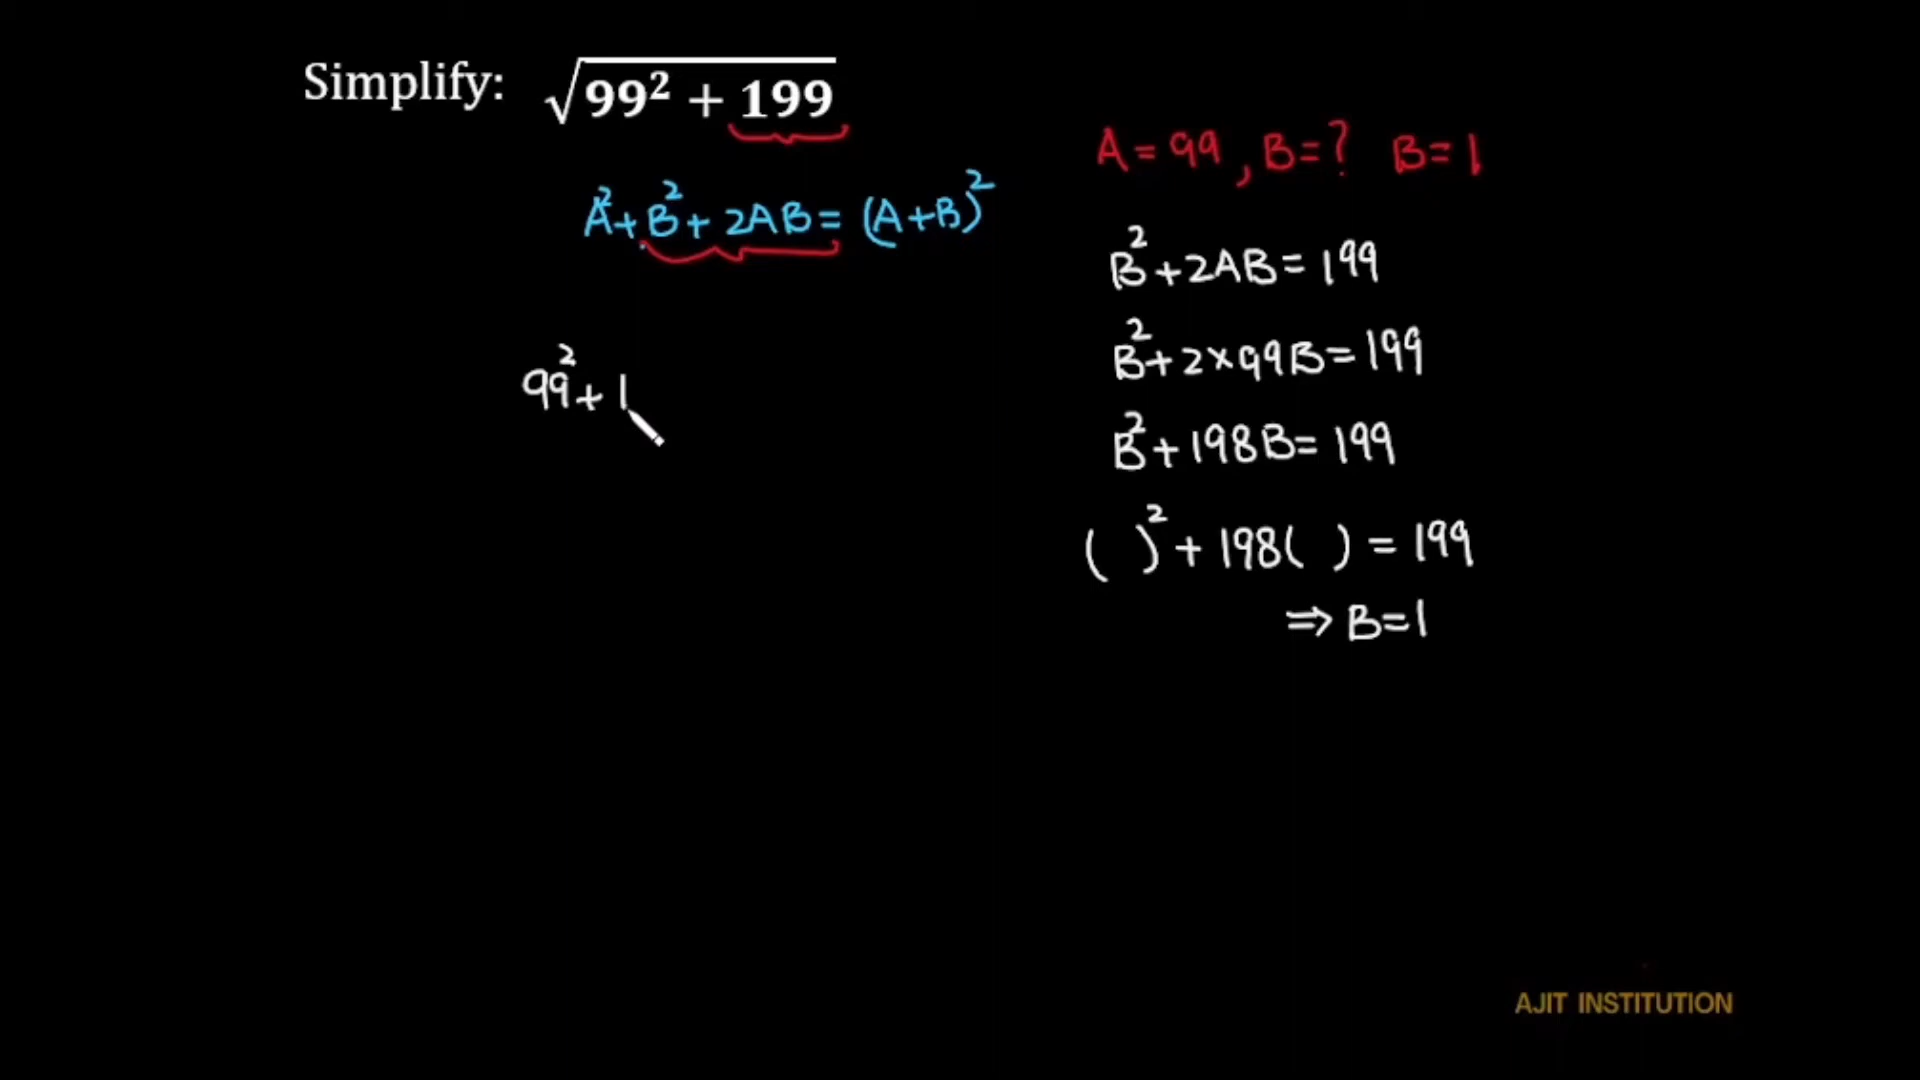 Simplify: √99² + 199
A² + B² + 2AB = (A+B)²
99² + 1
A = 99 , B = ? B = 1
B² + 2AB = 199
B² + 2×99B = 199
B² + 198B = 199
( )² + 198( ) = 199
⇒ B = 1
AJIT INSTITUTION